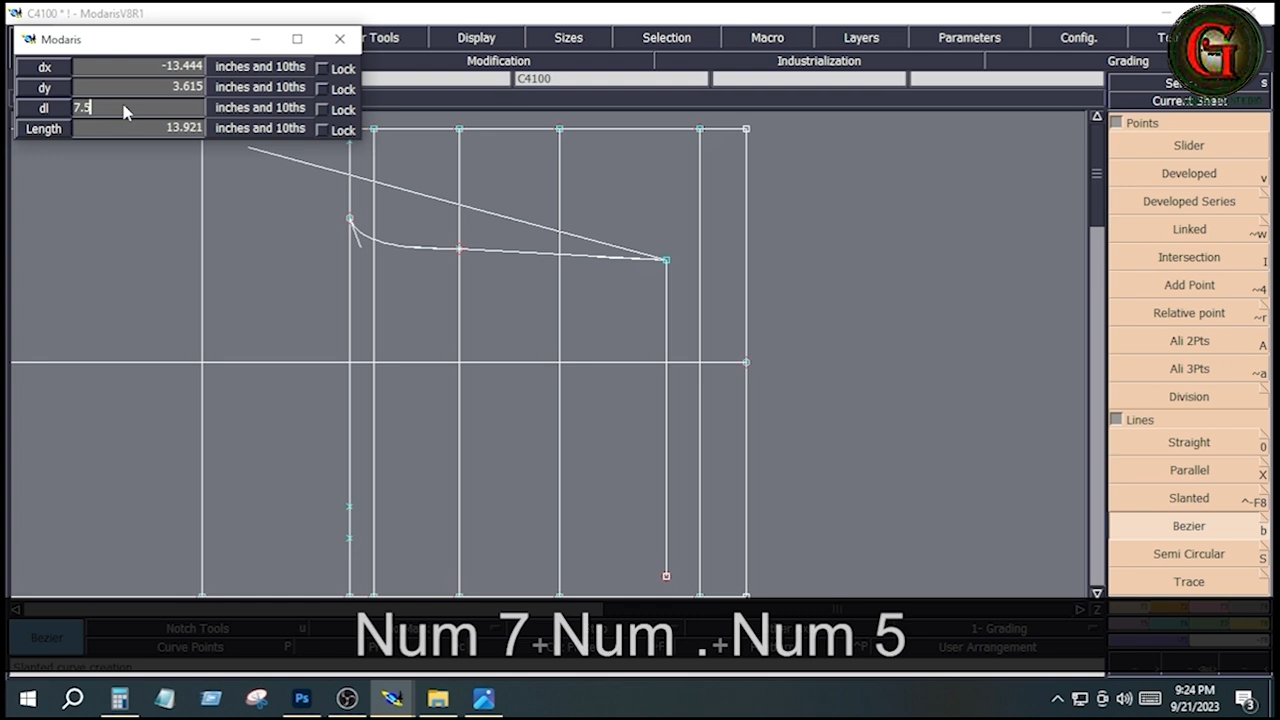 C4100 * ! - ModarisV8R1
Modaris
r Tools
Display
Sizes
Selection
Macro
Layers
Parameters
Config.
dx
-13.444
inches and 10ths
Lock
Modification
Industrialization
Grading
dy
3.615
inches and 10ths
Lock
C4100
s
dl
7.5
inches and 10ths
Lock
Current Sheet
Length
13.921
inches and 10ths
Lock
Points
Slider
Developed
v
Developed Series
Linked
~w
Intersection
I
Add Point
~4
Relative point
~r
Ali 2Pts
A
Ali 3Pts
~a
Division
Lines
Straight
0
Parallel
X
Slanted
^-F8
Bezier
b
Semi Circular
S
Trace
Z
Bezier
Notch Tools
u
1- Grading
Curve Points
P
User Arrangement
Num 7 + Num . + Num 5
Slanted curve creation
Ps
9:24 PM
9/21/2023
3